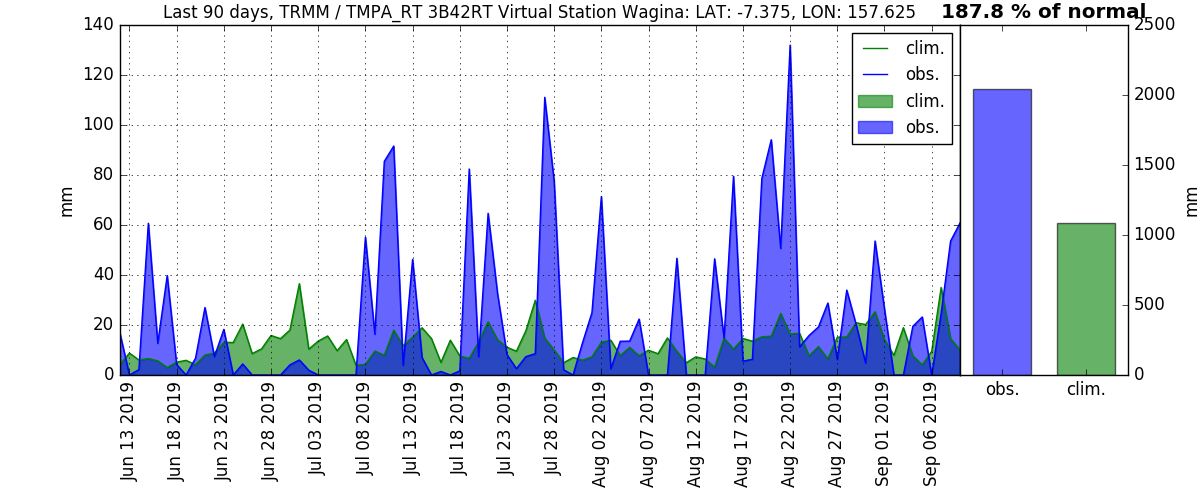 Last 90 days, TRMM / TMPA_RT 3B42RT Virtual Station Wagina: LAT: -7.375, LON: 157.625
187.8 % of normal
140
120
100
80
60
40
20
0
mm
clim.
obs.
clim.
obs.
2500
2000
1500
1000
500
0
mm
Jun 13 2019
Jun 18 2019
Jun 23 2019
Jun 28 2019
Jul 03 2019
Jul 08 2019
Jul 13 2019
Jul 18 2019
Jul 23 2019
Jul 28 2019
Aug 02 2019
Aug 07 2019
Aug 12 2019
Aug 17 2019
Aug 22 2019
Aug 27 2019
Sep 01 2019
Sep 06 2019
obs.
clim.